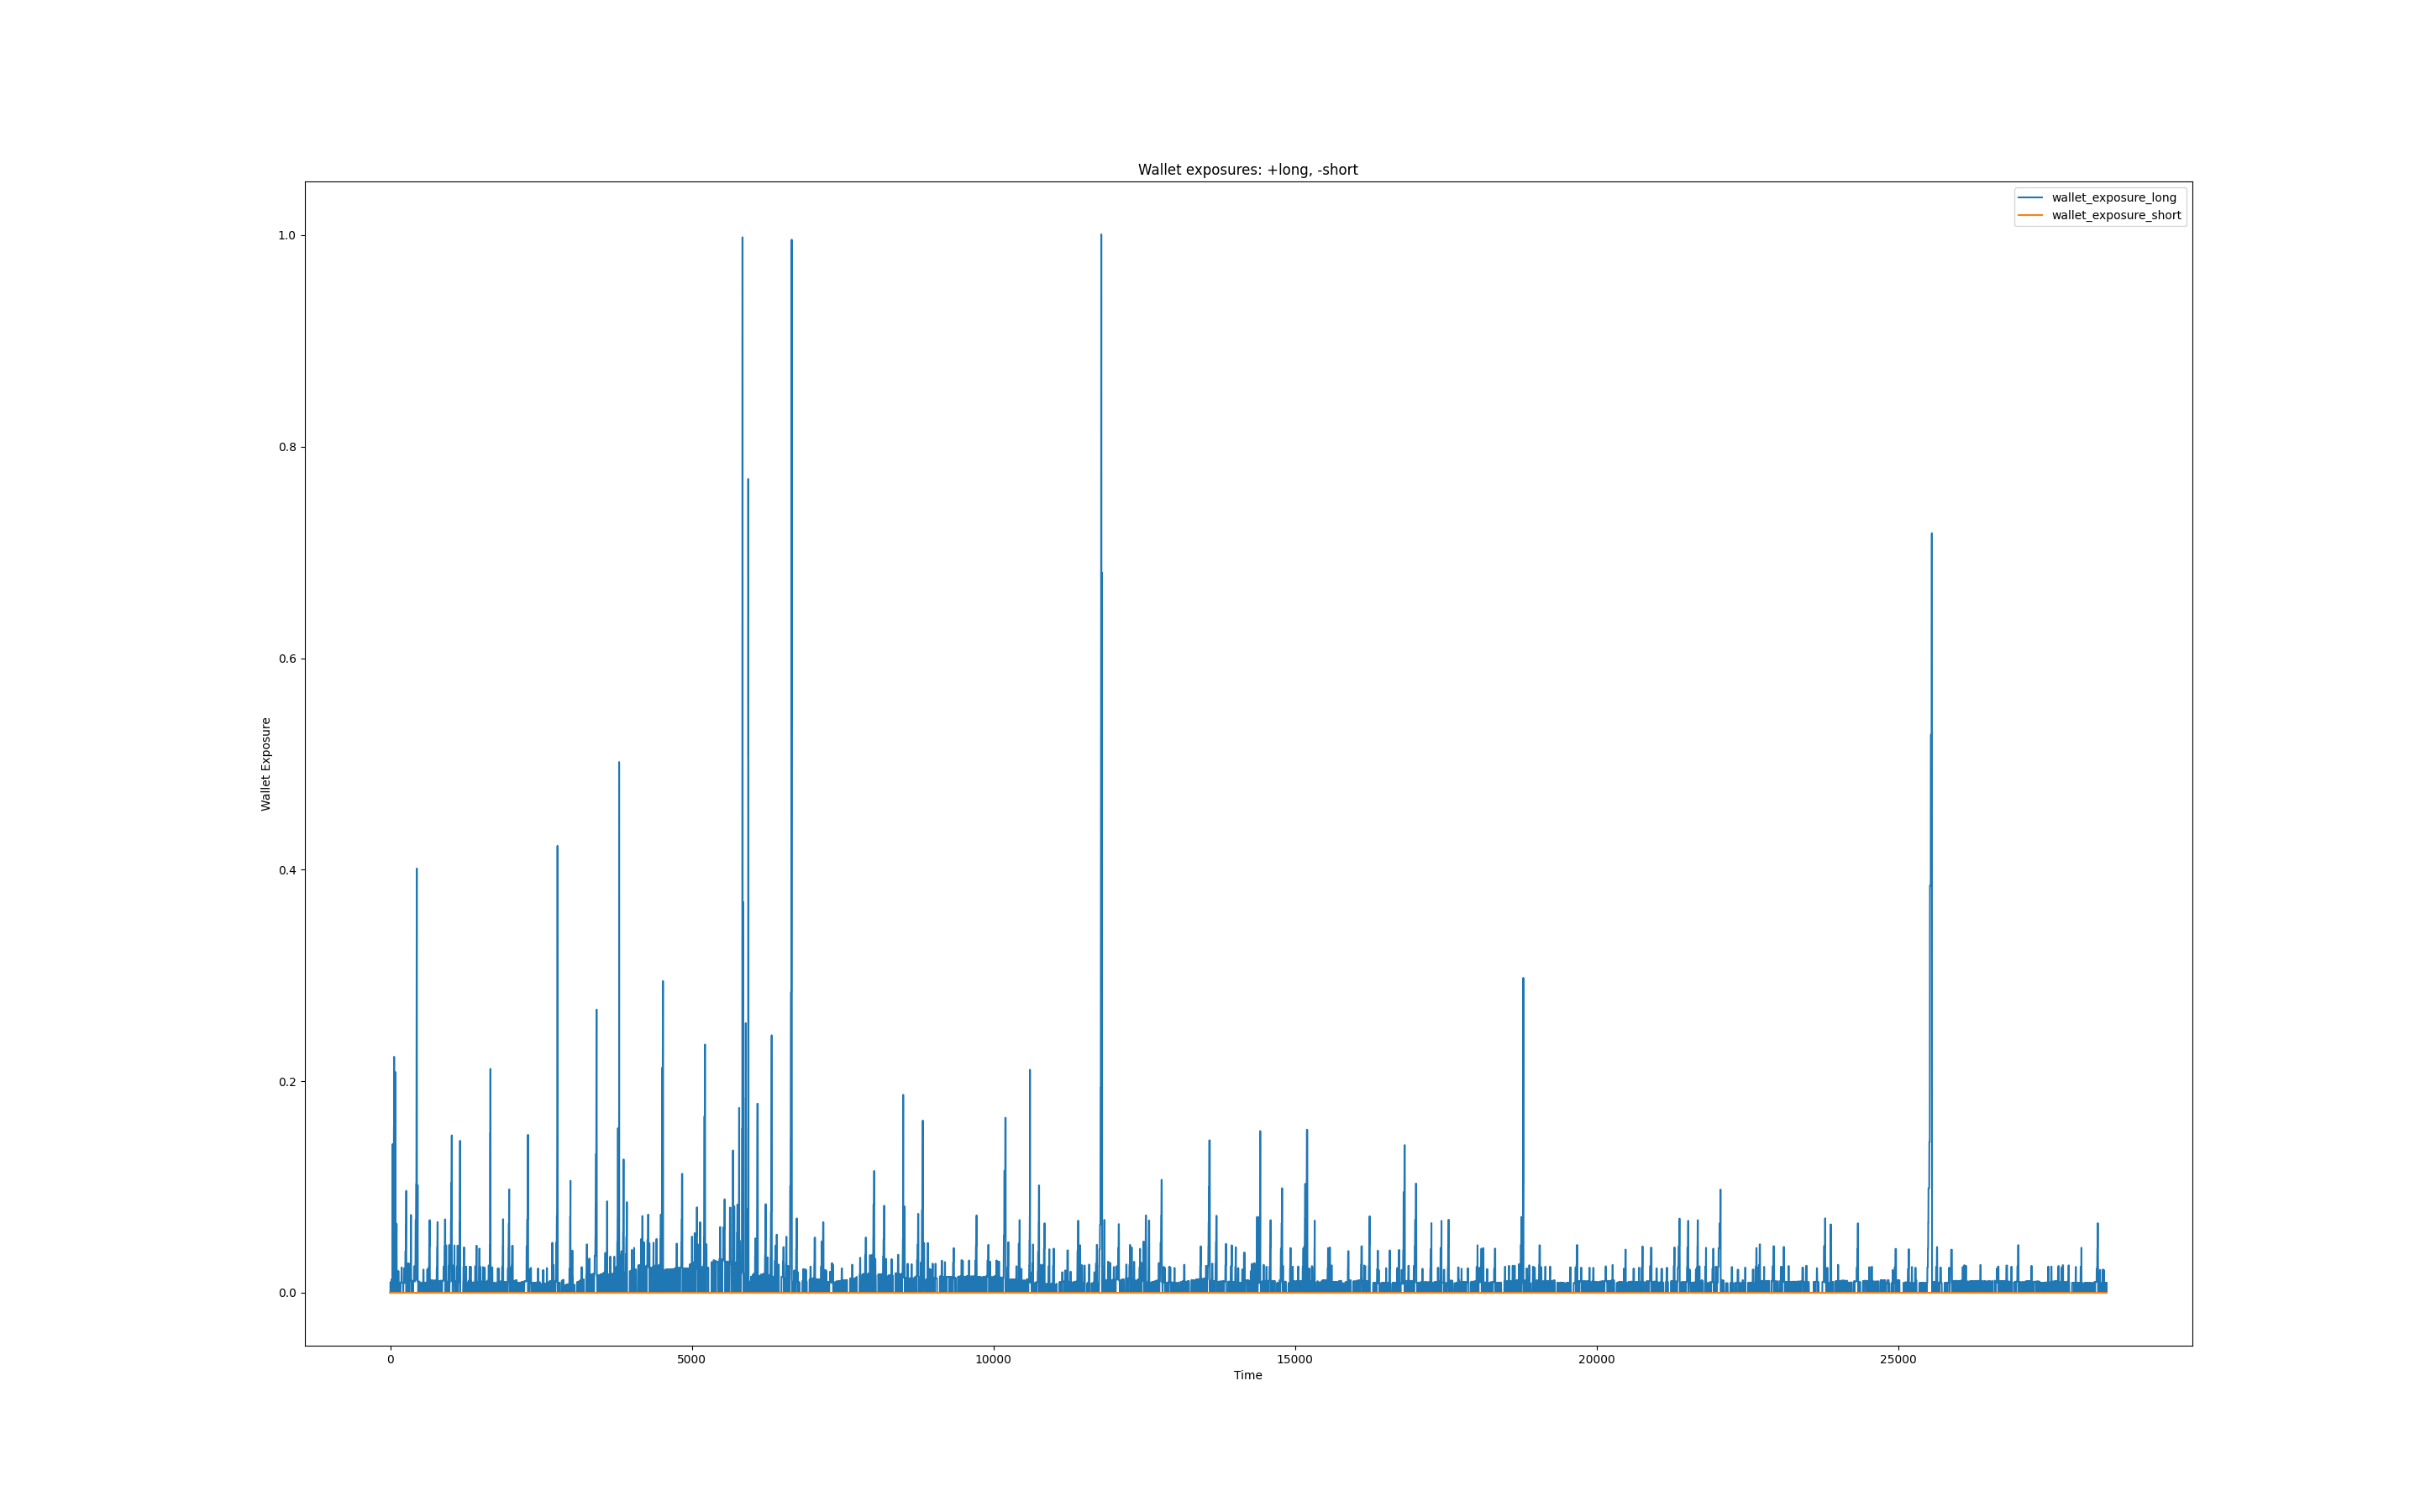 Wallet exposures: +long, -short
wallet_exposure_long
wallet_exposure_short
1.0
0.8
0.6
0.4
0.2
0.0
Wallet Exposure
0 5000 10000 15000 20000 25000
Time